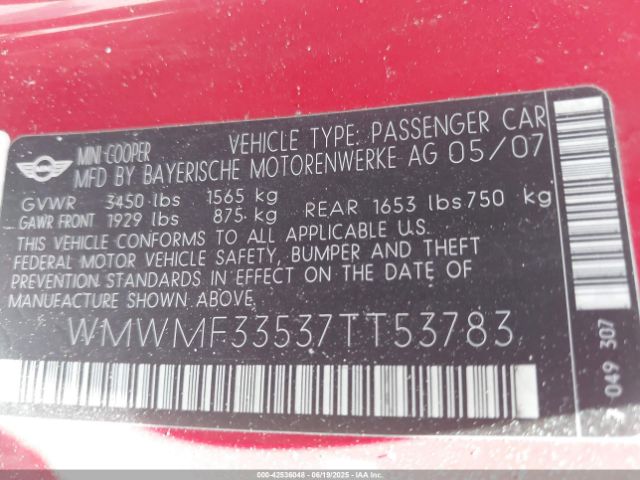 MINI COOPER
VEHICLE TYPE: PASSENGER CAR
MFD BY BAYERISCHE MOTORENWERKE AG 05/07
GVWR 3450 lbs 1565 kg
GAWR FRONT 1929 lbs 875 kg REAR 1653 lbs 750 kg
THIS VEHICLE CONFORMS TO ALL APPLICABLE U.S.
FEDERAL MOTOR VEHICLE SAFETY, BUMPER AND THEFT
PREVENTION STANDARDS IN EFFECT ON THE DATE OF
MANUFACTURE SHOWN ABOVE.
WMWMF33537TT53783
049 307
00-42536048 - 06/19/2025 - IAA Inc.